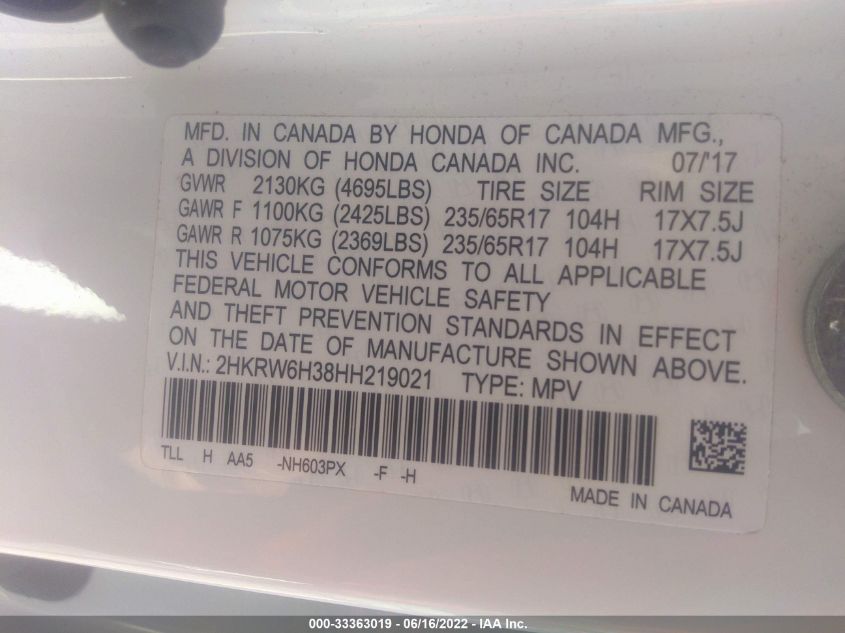 MFD. IN CANADA BY HONDA OF CANADA MFG.,
A DIVISION OF HONDA CANADA INC. 07/'17
GVWR 2130KG (4695LBS) TIRE SIZE RIM SIZE
GAWR F 1100KG (2425LBS) 235/65R17 104H 17X7.5J
GAWR R 1075KG (2369LBS) 235/65R17 104H 17X7.5J
THIS VEHICLE CONFORMS TO ALL APPLICABLE
FEDERAL MOTOR VEHICLE SAFETY
AND THEFT PREVENTION STANDARDS IN EFFECT
ON THE DATE OF MANUFACTURE SHOWN ABOVE.
V.I.N.: 2HKRW6H38HH219021 TYPE: MPV
TLL H AA5 -NH603PX -F -H
MADE IN CANADA
000-33363019 - 06/16/2022 - IAA Inc.